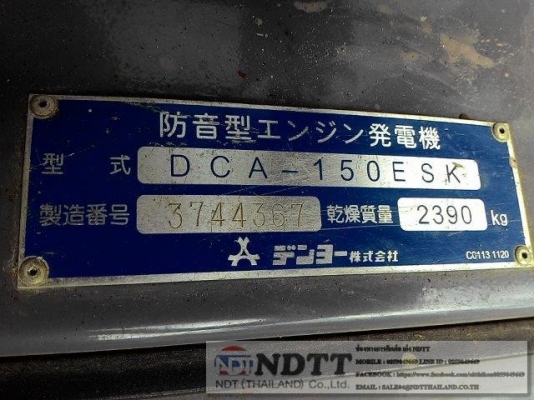 防音型エンジン発電機
型 式 DCA-150ESK
製造番号 3744367 乾燥質量 2390 kg
デンヨー株式会社 C0113 1120
NDT NDTT
NDT (THAILAND) Co.,Ltd.